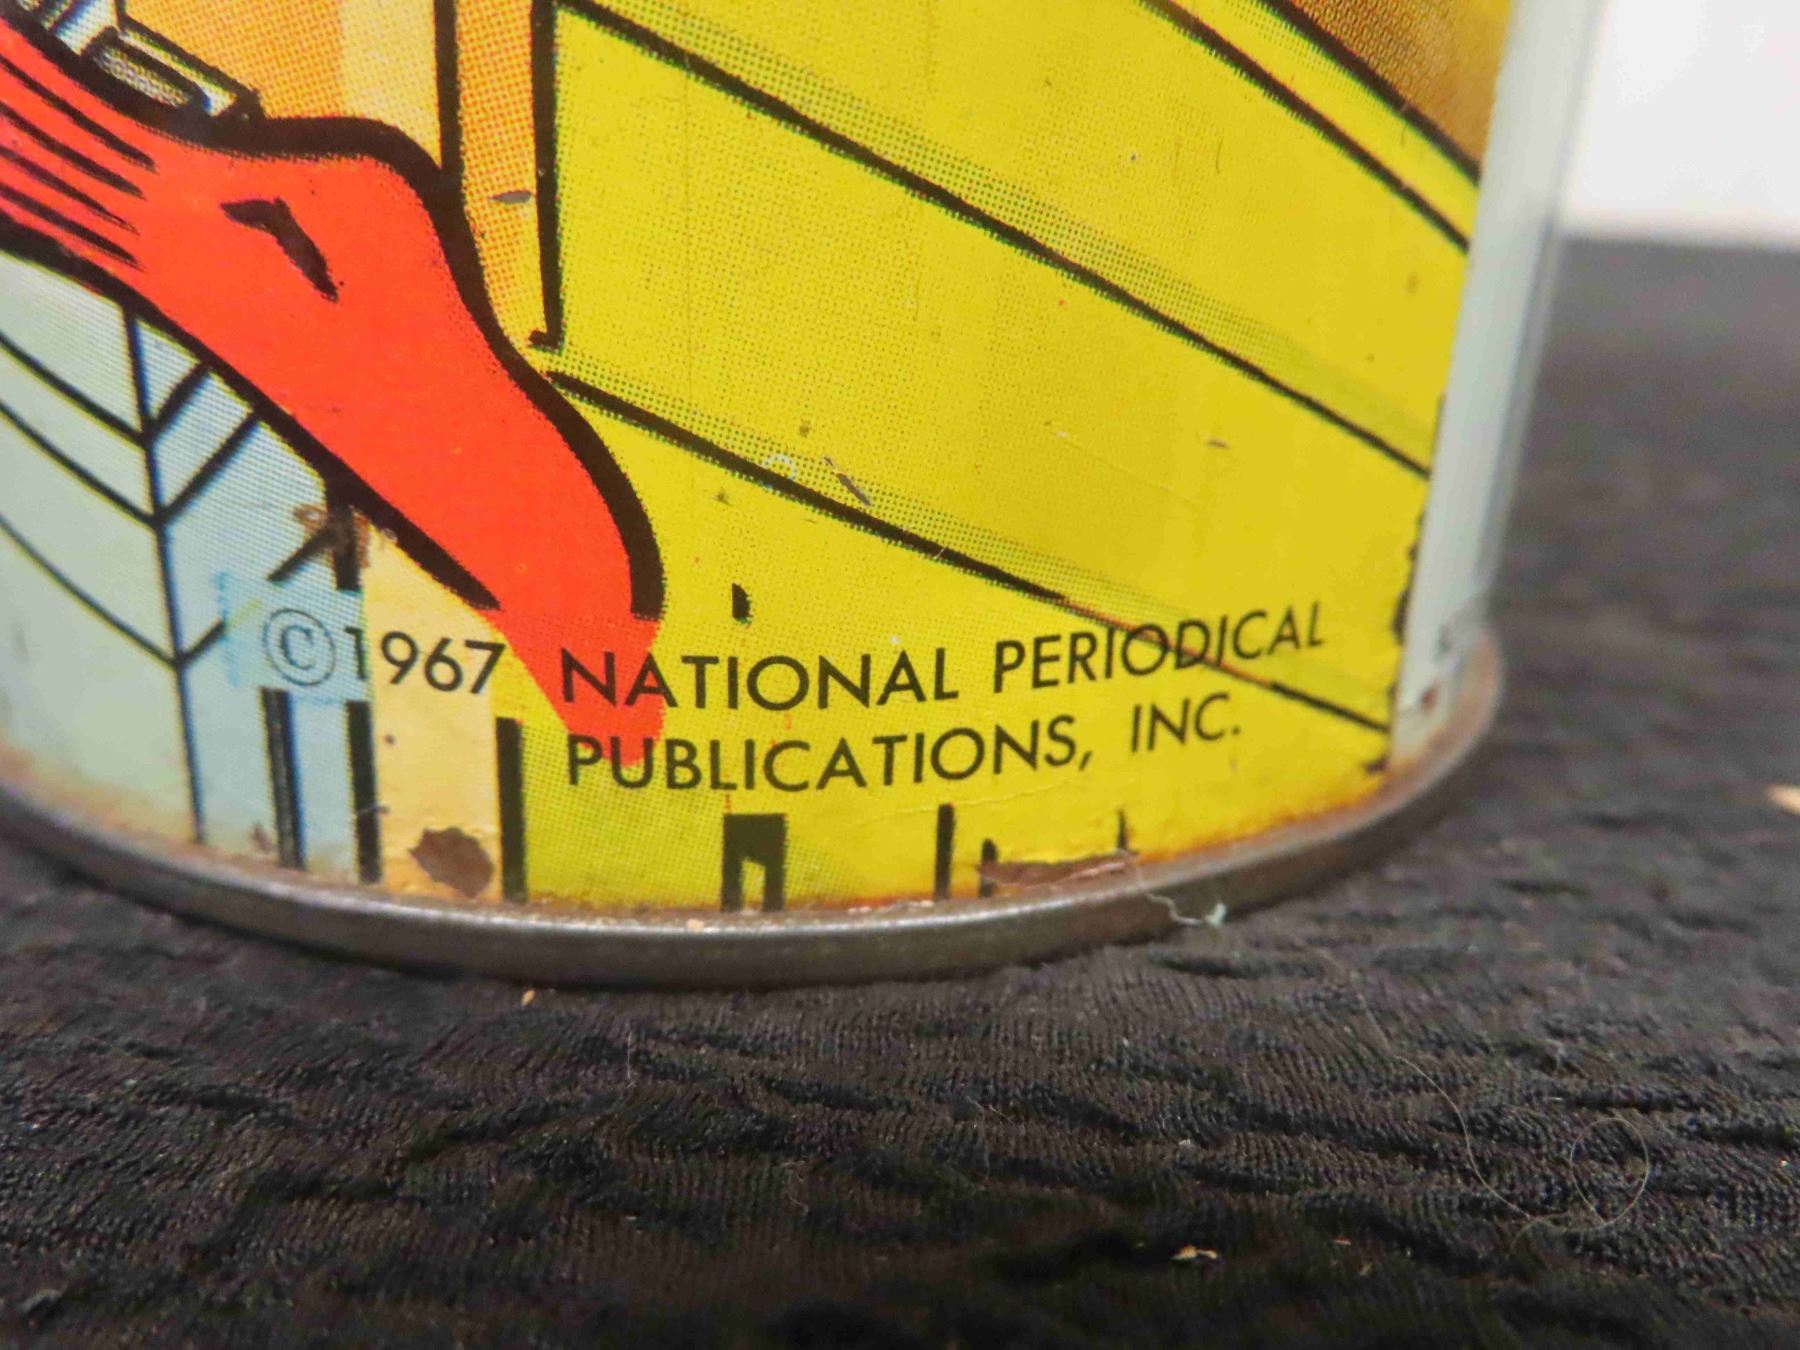 ©1967 NATIONAL PERIODICAL
PUBLICATIONS, INC.